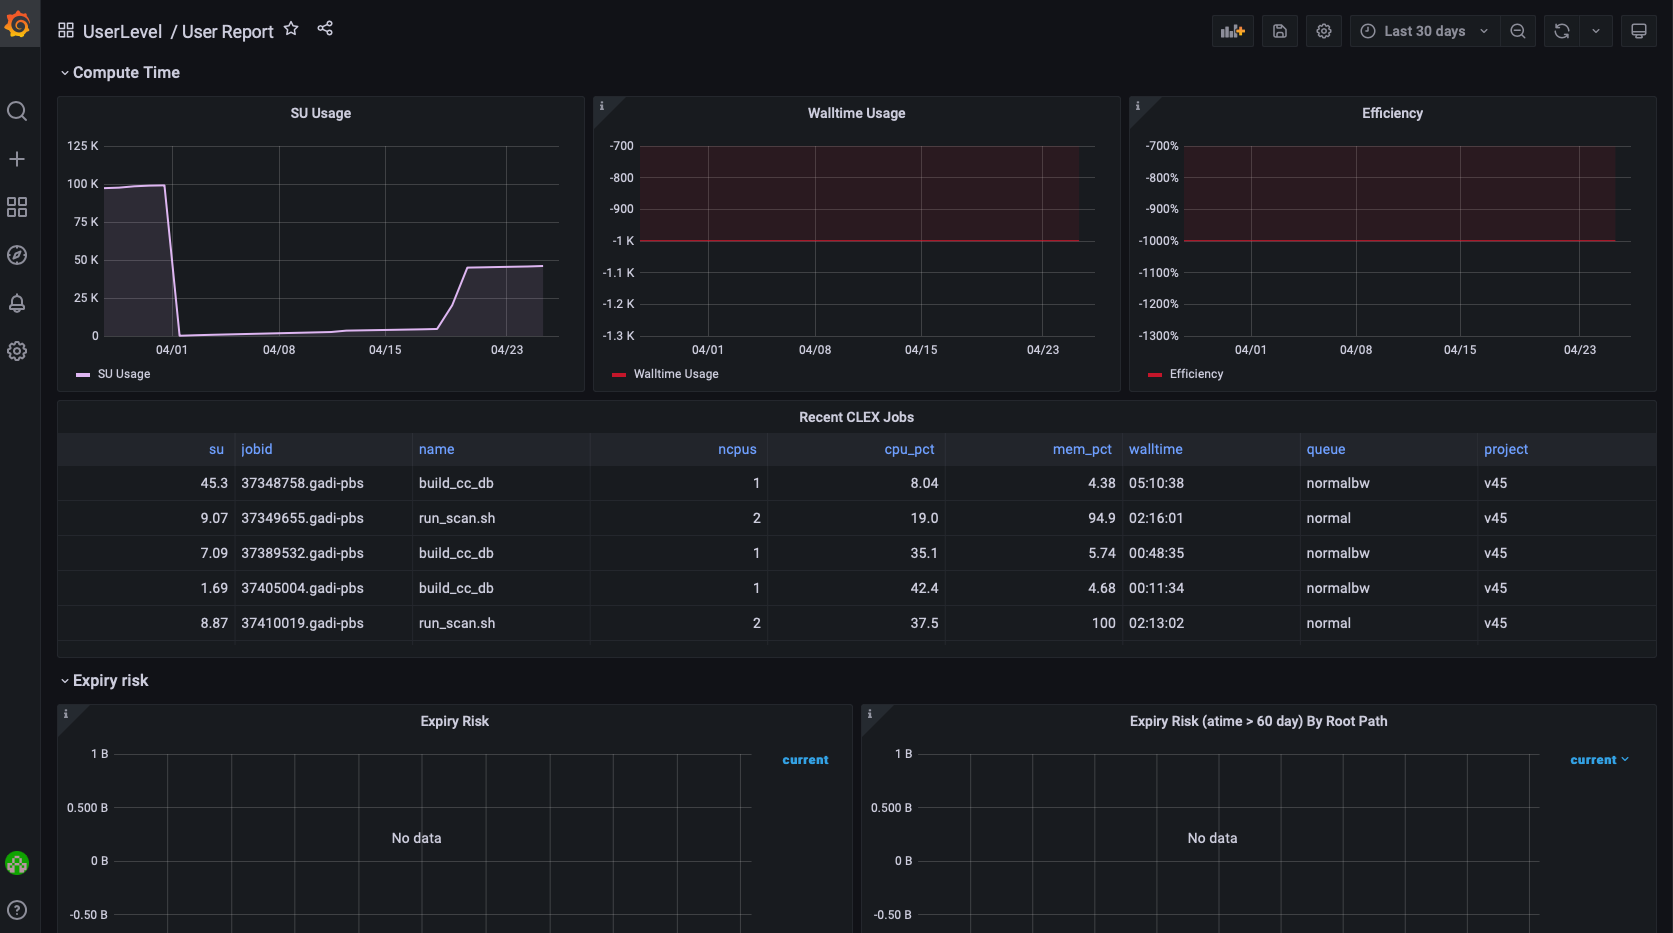 UserLevel / User Report
Last 30 days
Compute Time
SU Usage
125 K
100 K
75 K
50 K
25 K
0
04/01 04/08 04/15 04/23
SU Usage
i
Walltime Usage
-700
-800
-900
-1 K
-1.1 K
-1.2 K
-1.3 K
04/01 04/08 04/15 04/23
Walltime Usage
i
Efficiency
-700%
-800%
-900%
-1000%
-1100%
-1200%
-1300%
04/01 04/08 04/15 04/23
Efficiency
Recent CLEX Jobs
su jobid name ncpus cpu_pct mem_pct walltime queue project
45.3 37348758.gadi-pbs build_cc_db 1 8.04 4.38 05:10:38 normalbw v45
9.07 37349655.gadi-pbs run_scan.sh 2 19.0 94.9 02:16:01 normal v45
7.09 37389532.gadi-pbs build_cc_db 1 35.1 5.74 00:48:35 normalbw v45
1.69 37405004.gadi-pbs build_cc_db 1 42.4 4.68 00:11:34 normalbw v45
8.87 37410019.gadi-pbs run_scan.sh 2 37.5 100 02:13:02 normal v45
Expiry risk
i
Expiry Risk
1 B
0.500 B
0 B
-0.50 B
No data
current
i
Expiry Risk (atime > 60 day) By Root Path
1 B
0.500 B
0 B
-0.50 B
No data
current
?